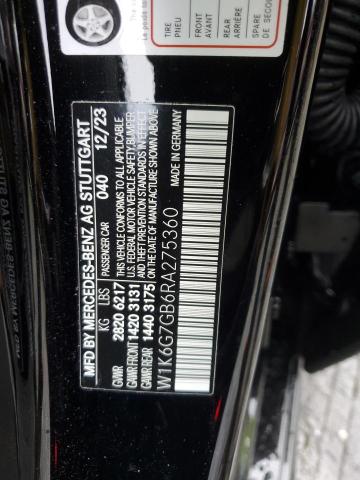 MFD BY MERCEDES-BENZ AG STUTTGART
PASSENGER CAR 040 12/23
KG LBS
GVWR 2820 6217
GAWR FRONT 1420 3131
GAWR REAR 1440 3175
THIS VEHICLE CONFORMS TO ALL APPLICABLE
U.S. FEDERAL MOTOR VEHICLE SAFETY, BUMPER
AND THEFT PREVENTION STANDARDS IN EFFECT
ON THE DATE OF MANUFACTURE SHOWN ABOVE.
W1K6G7GB6RA275360
MADE IN GERMANY
TIRE
PNEU
FRONT
AVANT
REAR
ARRIÈRE
SPARE
DE SECOURS